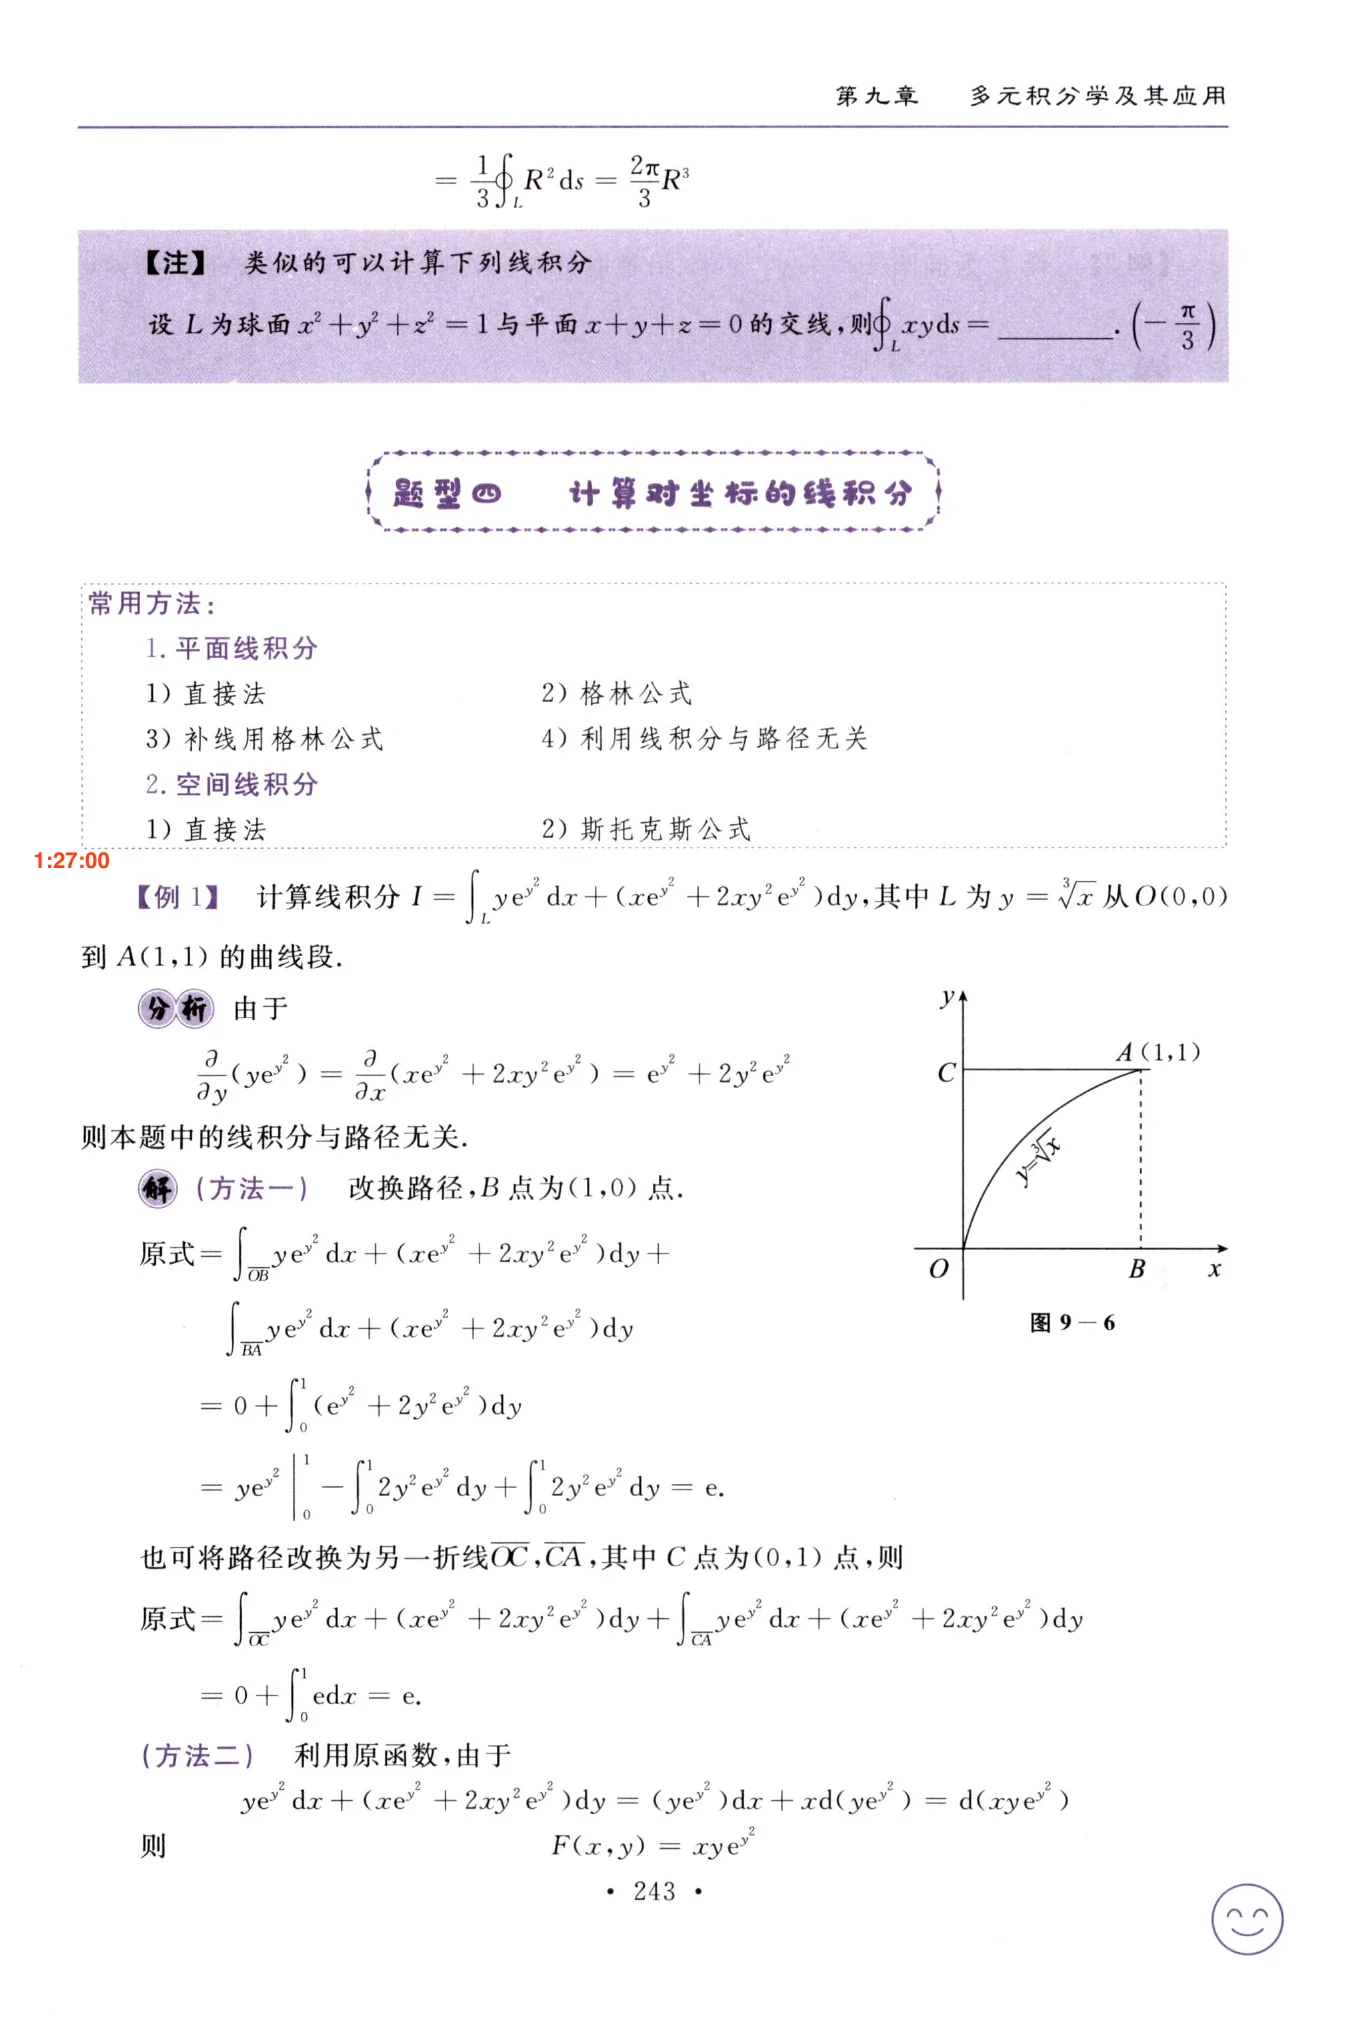 第九章 多元积分学及其应用
= \frac{1}{3}\oint_L R^2 ds = \frac{2π}{3}R^3
【注】 类似的可以计算下列线积分
设 L 为球面 x^2+y^2+z^2=1 与平面 x+y+z=0 的交线,则\oint_L xyds= ______ .(-\frac{π}{3})
题型四 计算对坐标的线积分
常用方法:
1. 平面线积分
1) 直接法 2) 格林公式
3) 补线用格林公式 4) 利用线积分与路径无关
2. 空间线积分
1) 直接法 2) 斯托克斯公式
1:27:00
【例 1】 计算线积分 I = \int_L ye^{y^2}dx+(xe^{y^2}+2xy^2e^{y^2})dy,其中 L 为 y = \sqrt[3]{x} 从 O(0,0)
到 A(1,1) 的曲线段.
分析 由于
\frac{∂}{∂y}(ye^{y^2}) = \frac{∂}{∂x}(xe^{y^2}+2xy^2e^{y^2}) = e^{y^2}+2y^2e^{y^2}
则本题中的线积分与路径无关.
解 (方法一) 改换路径,B 点为(1,0) 点.
原式= \int_{\overline{OB}} ye^{y^2}dx+(xe^{y^2}+2xy^2e^{y^2})dy+
\int_{\overline{BA}} ye^{y^2}dx+(xe^{y^2}+2xy^2e^{y^2})dy
= 0+\int_0^1(e^{y^2}+2y^2e^{y^2})dy
= ye^{y^2}|_0^1 - \int_0^1 2y^2e^{y^2}dy+\int_0^1 2y^2e^{y^2}dy = e.
y
C
A(1,1)
y=\sqrt[3]{x}
O B x
图 9-6
也可将路径改换为另一折线\overline{OC},\overline{CA},其中 C 点为(0,1) 点,则
原式= \int_{\overline{OC}} ye^{y^2}dx+(xe^{y^2}+2xy^2e^{y^2})dy+\int_{\overline{CA}} ye^{y^2}dx+(xe^{y^2}+2xy^2e^{y^2})dy
= 0+\int_0^1 edx = e.
(方法二) 利用原函数,由于
ye^{y^2}dx+(xe^{y^2}+2xy^2e^{y^2})dy = (ye^{y^2})dx+xd(ye^{y^2}) = d(xye^{y^2})
则 F(x,y) = xye^{y^2}
· 243 ·